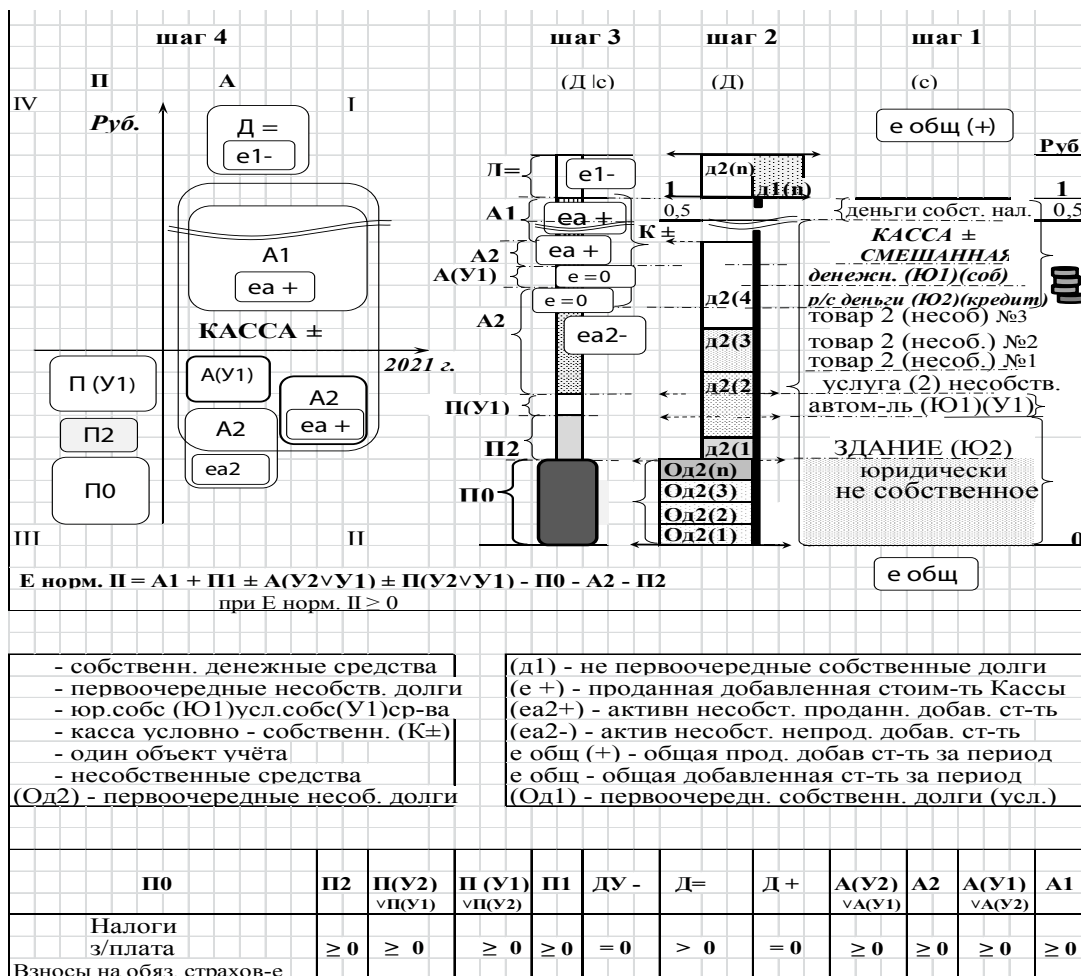 шаг 4 шаг 3 шаг 2 шаг 1
П А (Д |с) (Д) (с)
IV I
Руб.
Д =
е1-
А1
еа +
КАССА ±
2021 г.
П (У1)
А(У1)
А2
еа +
П2
А2
еа2
П0
III II
Д=
е1-
А1
еа +
К ±
А2
еа +
А(У1)
е = 0
е = 0
А2
еа2-
П(У1)
П2
П0
д2(n)
д1(n)
1
0,5
д2(4
д2(3
д2(2
д2(1
Од2(n)
Од2(3)
Од2(2)
Од2(1)
е общ (+)
Руб
1
деньги собст. нал. 0,5
КАССА ±
СМЕШАННАЯ
денежн. (Ю1)(соб)
р/с деньги (Ю2)(кредит)
товар 2 (несоб) №3
товар 2 (несоб.) №2
товар 2 (несоб.) №1
услуга (2) несобств.
автом-ль (Ю1)(У1)
ЗДАНИЕ (Ю2)
юридически
не собственное
0
е общ
Е норм. II = А1 + П1 ± А(У2∨У1) ± П(У2∨У1) - П0 - А2 - П2
при Е норм. II ≥ 0
- собственн. денежные средства
- первоочередные несобств. долги
- юр.собс (Ю1)усл.собс(У1)ср-ва
- касса условно - собственн. (К±)
- один объект учёта
- несобственные средства
(Од2) - первоочередные несоб. долги
(д1) - не первоочередные собственные долги
(е +) - проданная добавленная стоим-ть Кассы
(еа2+) - активн несобст. проданн. добав. ст-ть
(еа2-) - актив несобст. непрод. добав. ст-ть
е общ (+) - общая прод. добав ст-ть за период
е общ - общая добавленная ст-ть за период
(Од1) - первоочередн. собственн. долги (усл.)
П0 П2 П(У2) ∨П(У1) П (У1) ∨П(У2) П1 ДУ - Д= Д + А(У2) ∨А(У1) А2 А(У1) ∨А(У2) А1
Налоги
з/плата ≥ 0 ≥ 0 ≥ 0 ≥ 0 = 0 > 0 = 0 ≥ 0 ≥ 0 ≥ 0 ≥ 0
Взносы на обяз. страхов-е